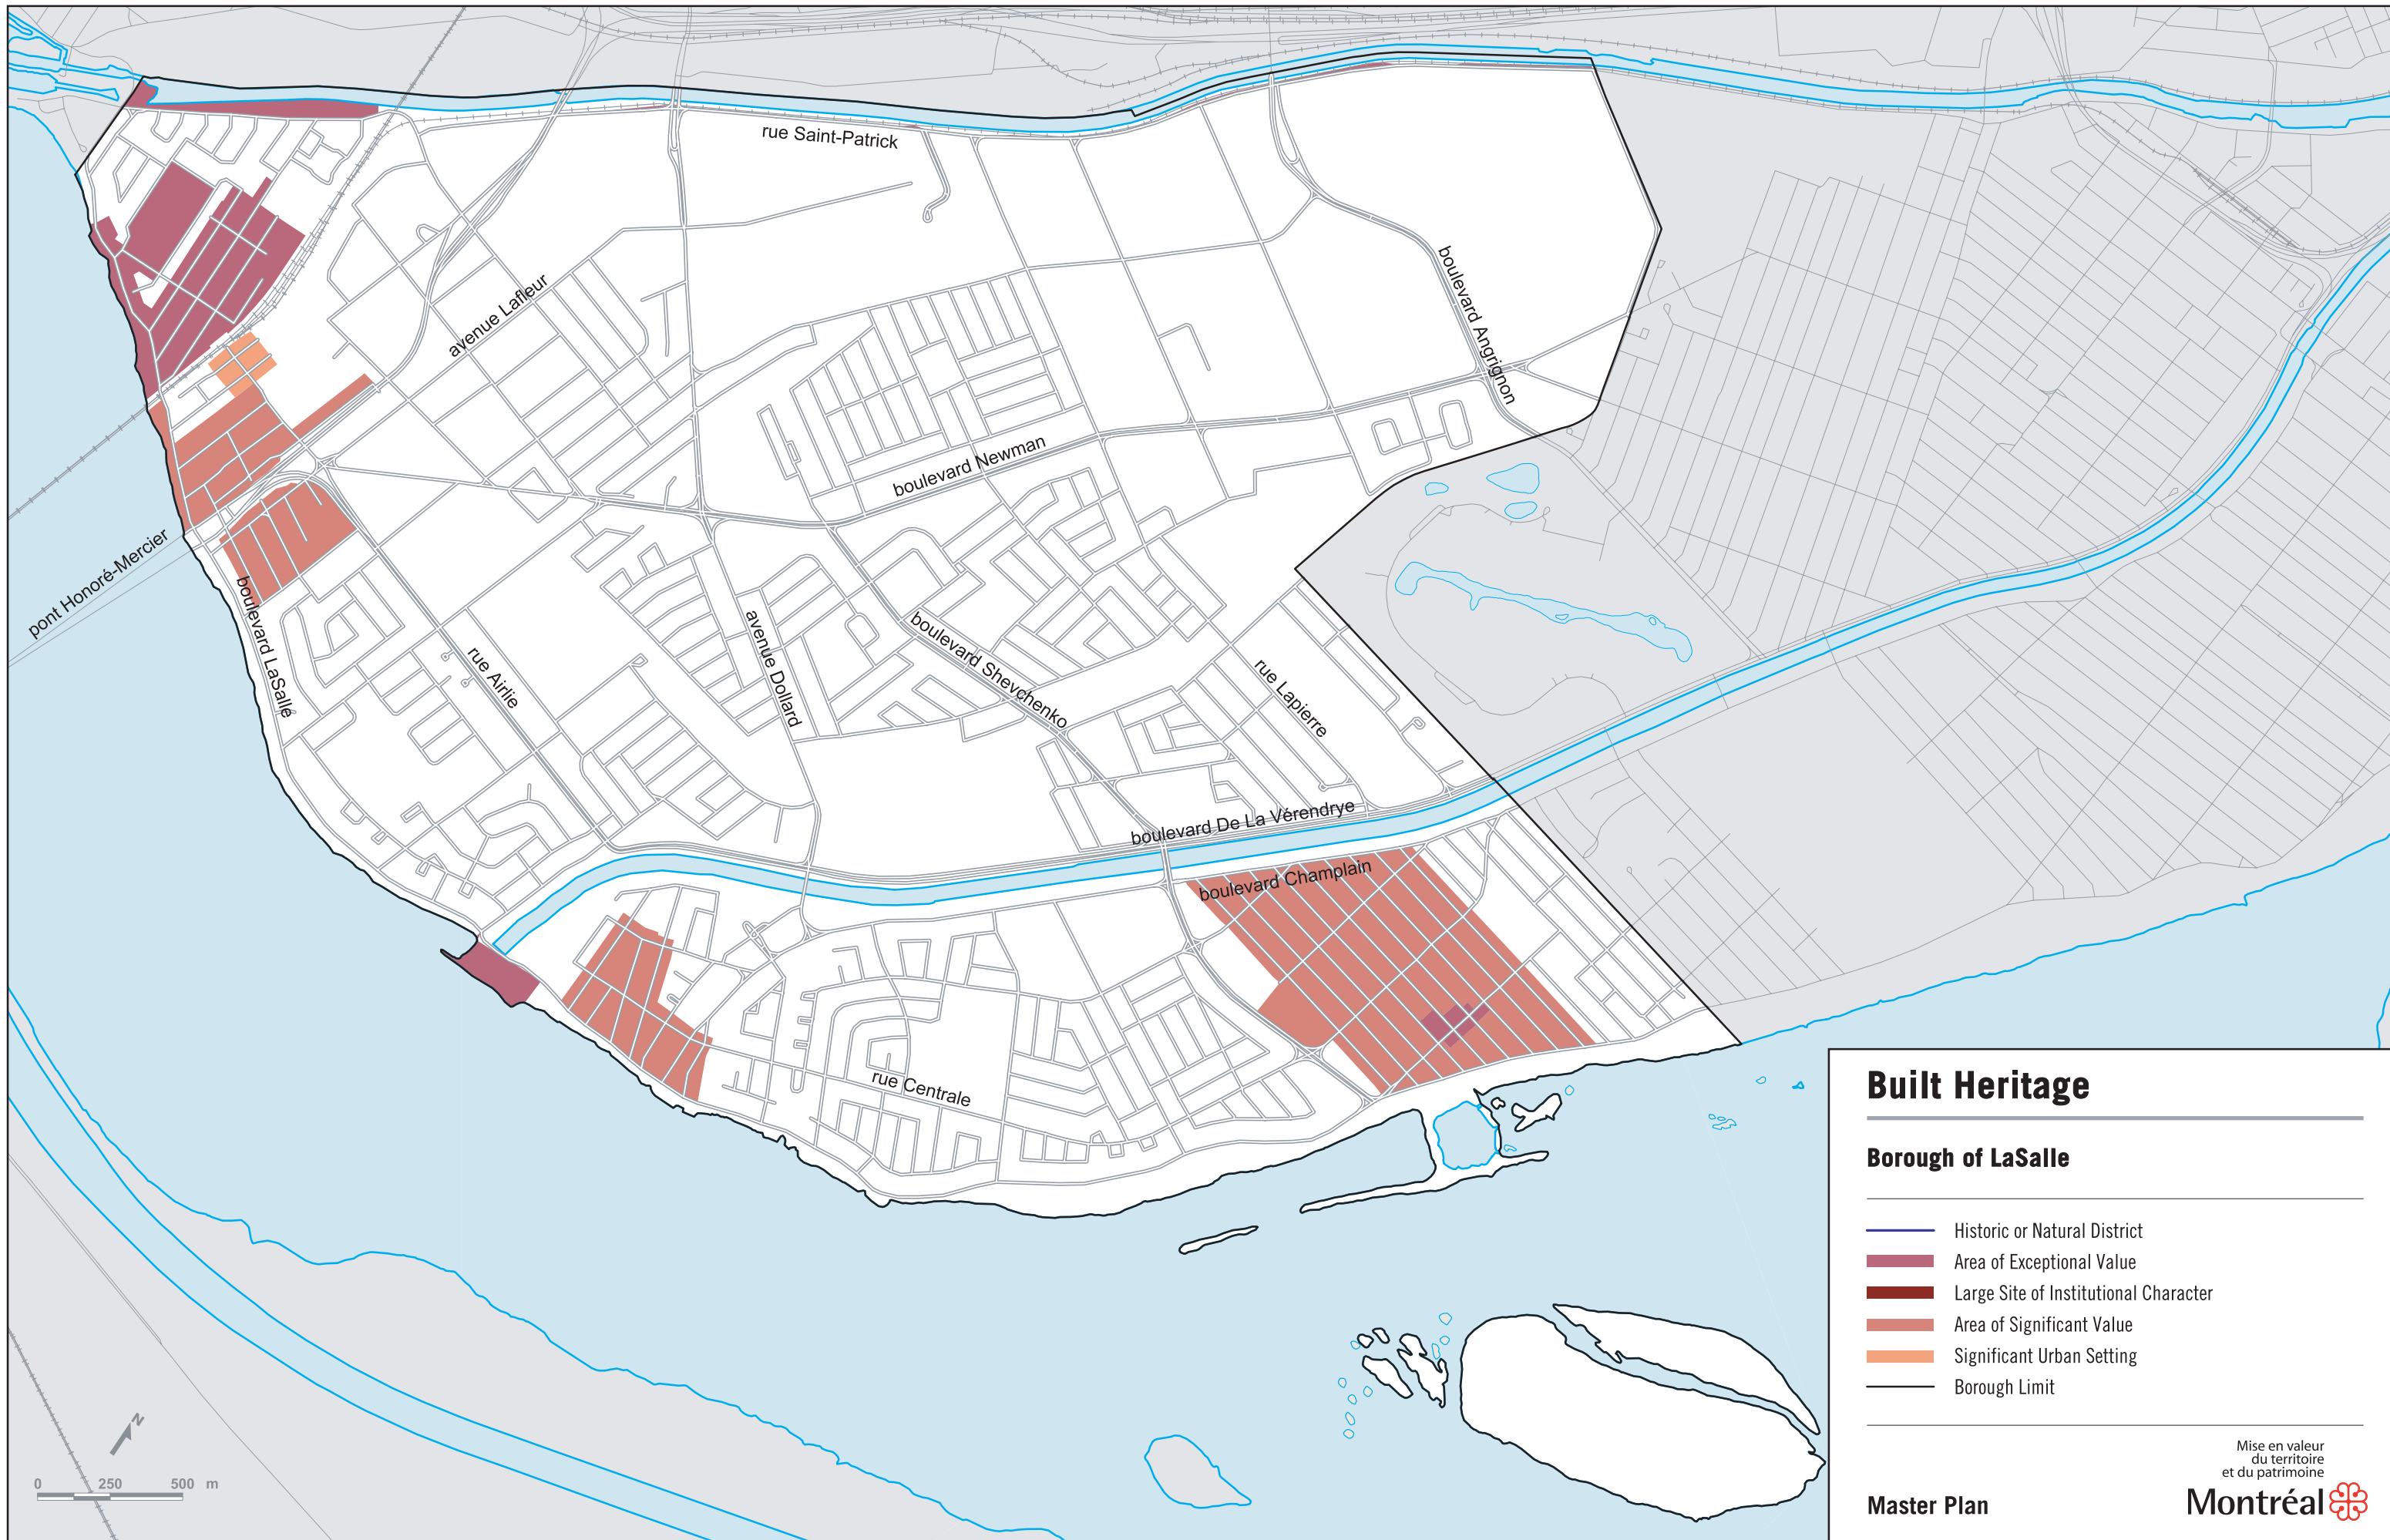 rue Saint-Patrick
boulevard Angrignon
avenue Lafleur
boulevard Newman
pont Honoré-Mercier
boulevard LaSalle
rue Airlie
avenue Dollard
boulevard Shevchenko
rue Lapierre
boulevard De La Vérendrye
boulevard Champlain
rue Centrale
Built Heritage
Borough of LaSalle
Historic or Natural District
Area of Exceptional Value
Large Site of Institutional Character
Area of Significant Value
Significant Urban Setting
Borough Limit
N
0 250 500 m
Mise en valeur
du territoire
et du patrimoine
Master Plan
Montréal